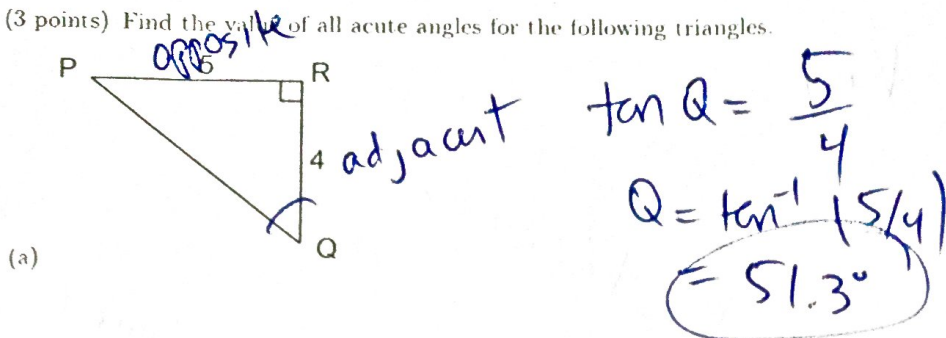 (3 points) Find the value of all acute angles for the following triangles.
opposite
P 5 R
4 adjacent
Q
(a)
tan Q = 5/4
Q = tan⁻¹ (5/4)
= 51.3°